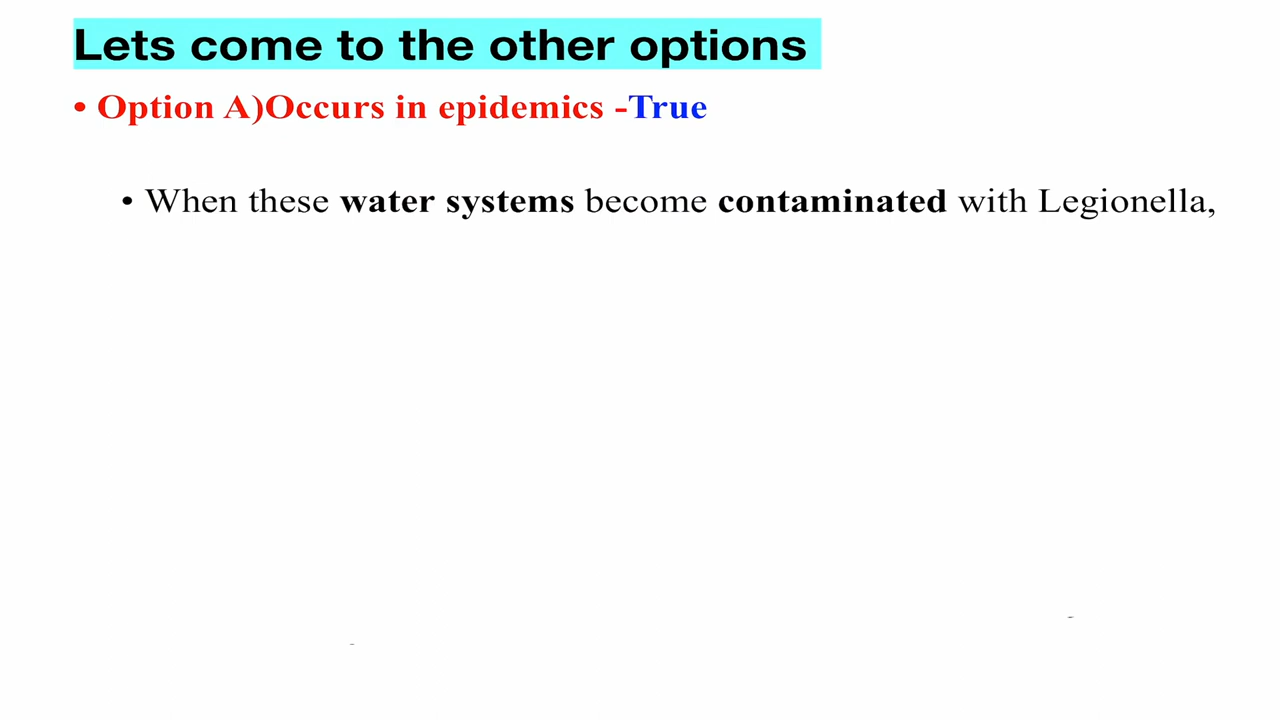 Lets come to the other options
• Option A)Occurs in epidemics -True
• When these water systems become contaminated with Legionella,